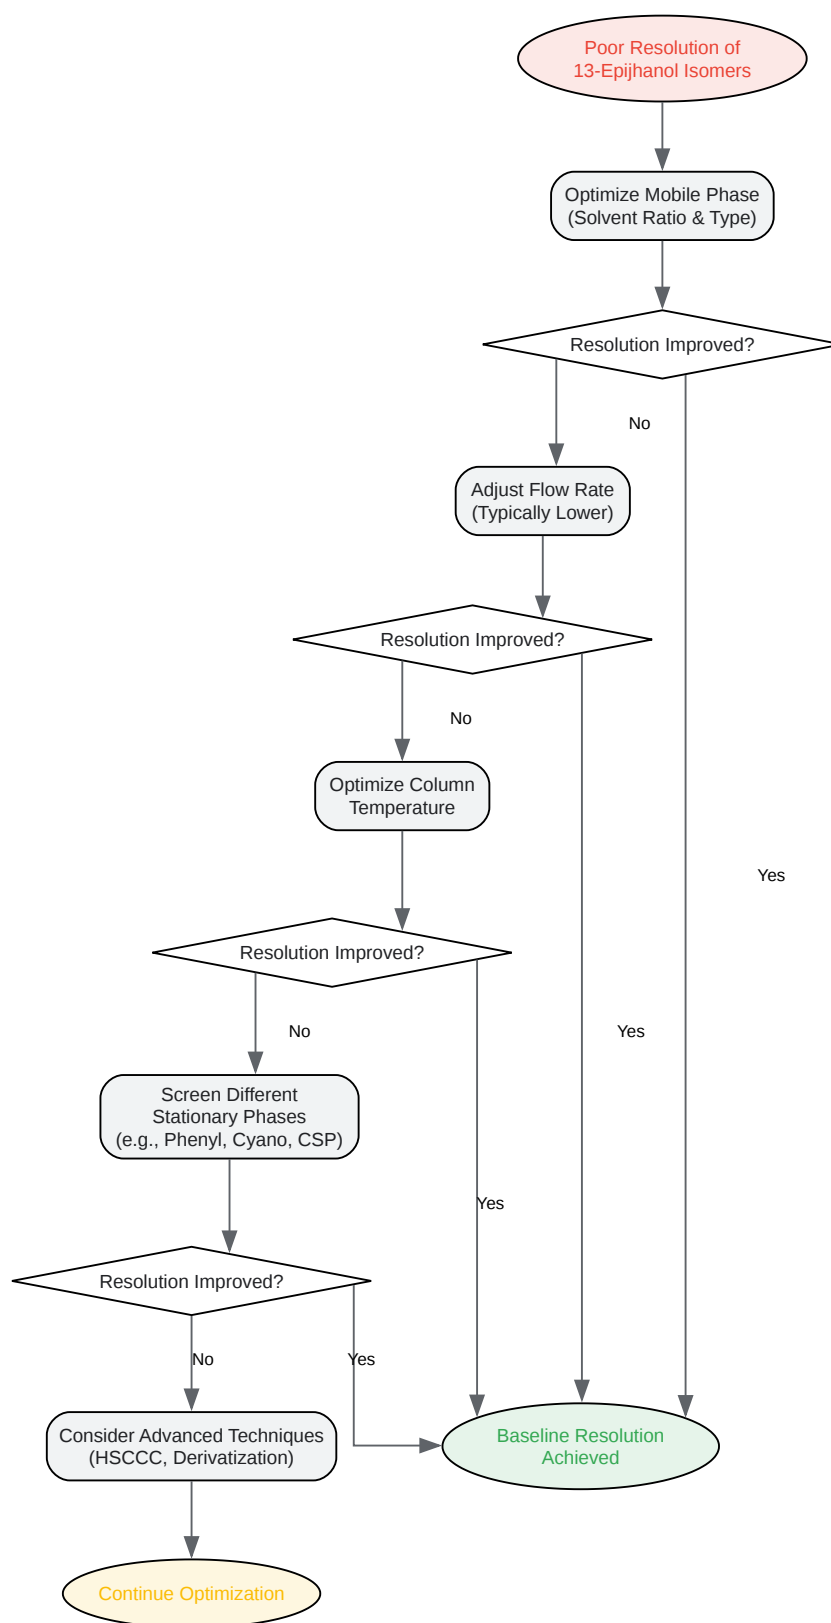 Poor Resolution of
13-Epijhanol Isomers
Optimize Mobile Phase
(Solvent Ratio & Type)
Resolution Improved?
No
Adjust Flow Rate
(Typically Lower)
Resolution Improved?
No
Optimize Column
Temperature
Yes
Resolution Improved?
No
Yes
Screen Different
Stationary Phases
(e.g., Phenyl, Cyano, CSP)
Yes
Resolution Improved?
No
Yes
Consider Advanced Techniques
(HSCCC, Derivatization)
Baseline Resolution
Achieved
Continue Optimization